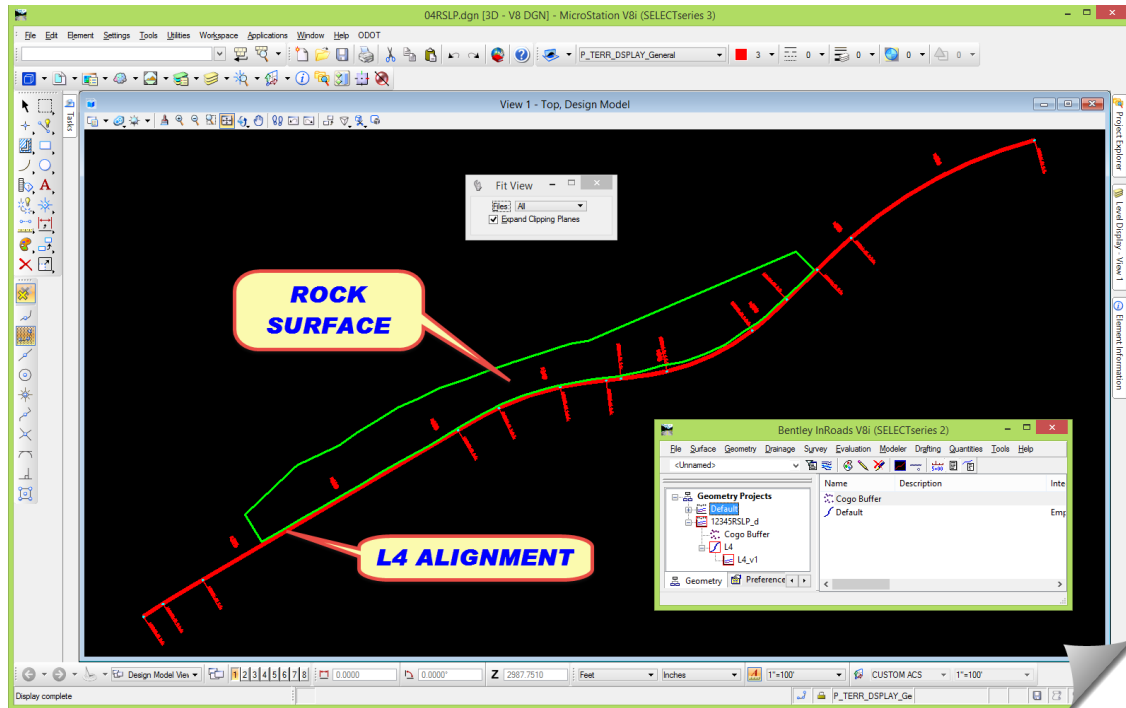 04RSLP.dgn [3D - V8 DGN] - MicroStation V8i (SELECTseries 3)
File Edit Element Settings Tools Utilities Workspace Applications Window Help ODOT
P_TERR_DSPLAY_General 3 0 0 0 0
View 1 - Top, Design Model
Tasks
Project Explorer
Level Display - View 1
Element Information
Fit View
Files: All
Expand Clipping Planes
ROCK
SURFACE
L4 ALIGNMENT
Bentley InRoads V8i (SELECTseries 2)
File Surface Geometry Drainage Survey Evaluation Modeler Drafting Quantities Tools Help
<Unnamed>
Name Description Inte
Geometry Projects
Default
12345RSLP_d
Cogo Buffer
L4
L4_v1
Cogo Buffer
Default Emp
Geometry Preference
Design Model View 1 2 3 4 5 6 7 8 0.0000 0.0000° Z 2987.7510 Feet Inches 1"=100' CUSTOM ACS 1"=100'
Display complete P_TERR_DSPLAY_Ge